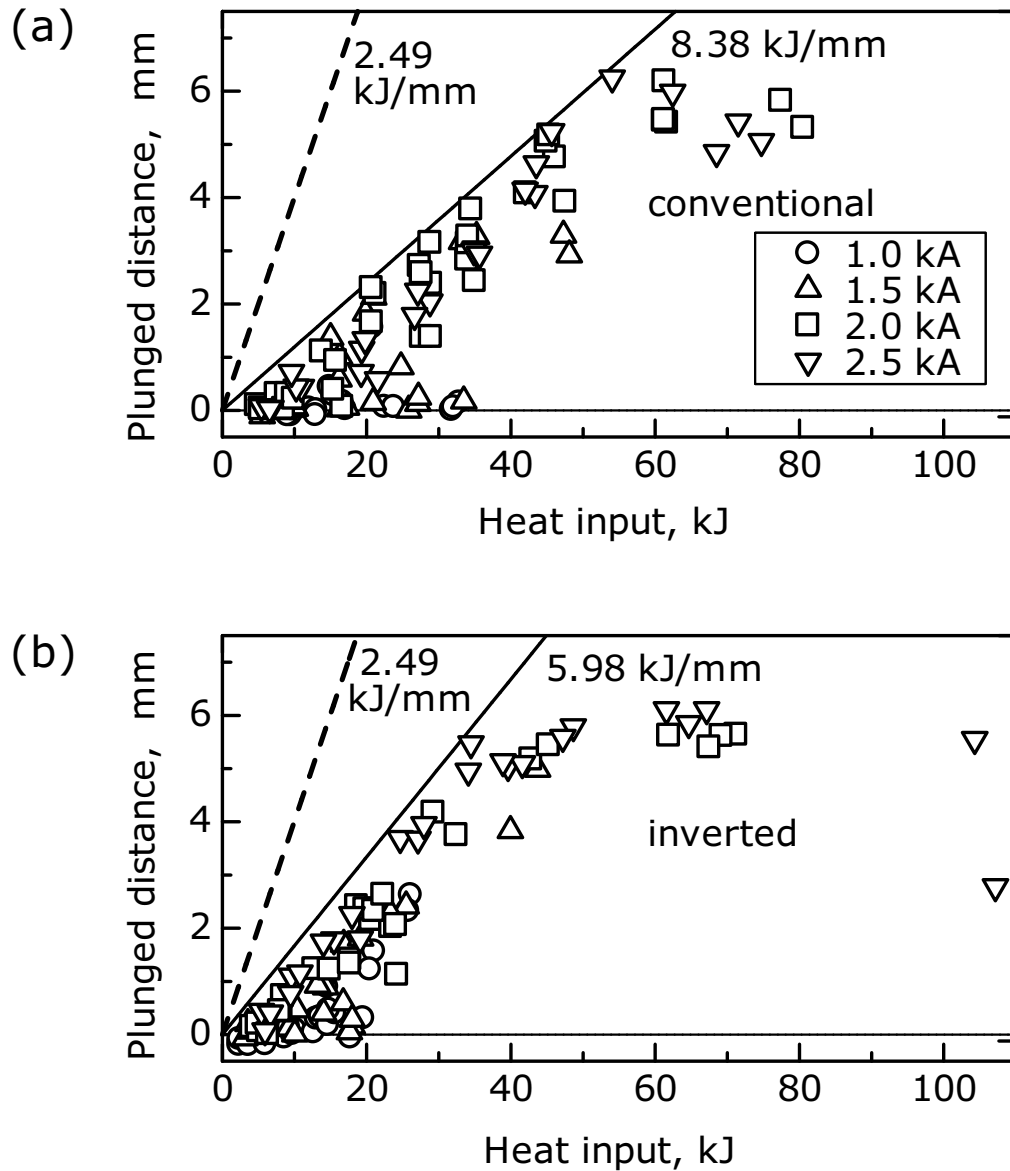 (a)
Plunged distance, mm
6
4
2
0
2.49
kJ/mm
8.38 kJ/mm
conventional
1.0 kA
1.5 kA
2.0 kA
2.5 kA
0 20 40 60 80 100
Heat input, kJ
(b)
Plunged distance, mm
6
4
2
0
2.49
kJ/mm
5.98 kJ/mm
inverted
0 20 40 60 80 100
Heat input, kJ